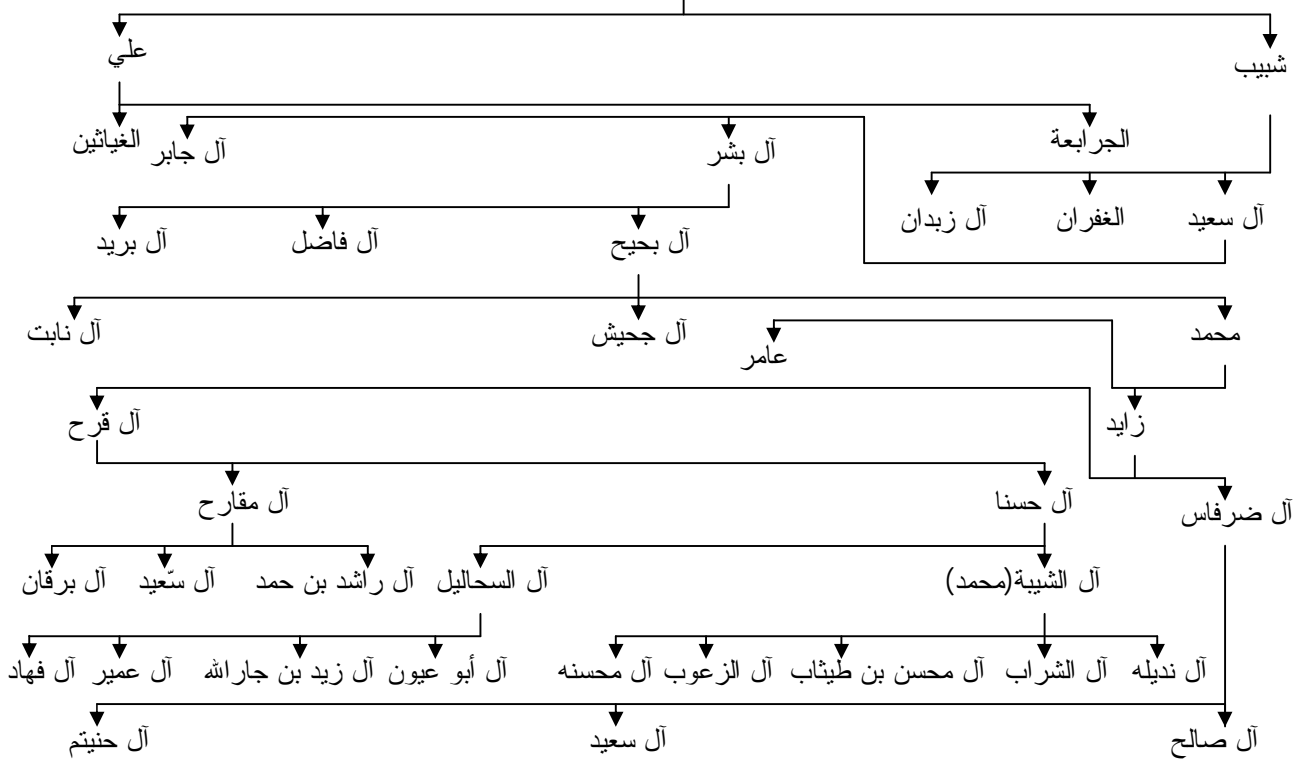 شبيب علي
الجرابعة آل بشر آل جابر الغياثين
آل سعيد الغفران آل زبدان
آل بحيح آل فاضل آل بريد
محمد عامر آل جحيش آل نابت
زايد آل قرح
آل ضرفاس آل حسنا آل مقارح
آل الشيبة(محمد) آل السحاليل آل راشد بن حمد آل سّعيد آل برقان
آل نديله آل الشراب آل محسن بن طيثاب آل الزعوب آل محسنه آل أبو عيون آل زيد بن جارالله آل عمير آل فهاد
آل صالح آل سعيد آل حنيتم